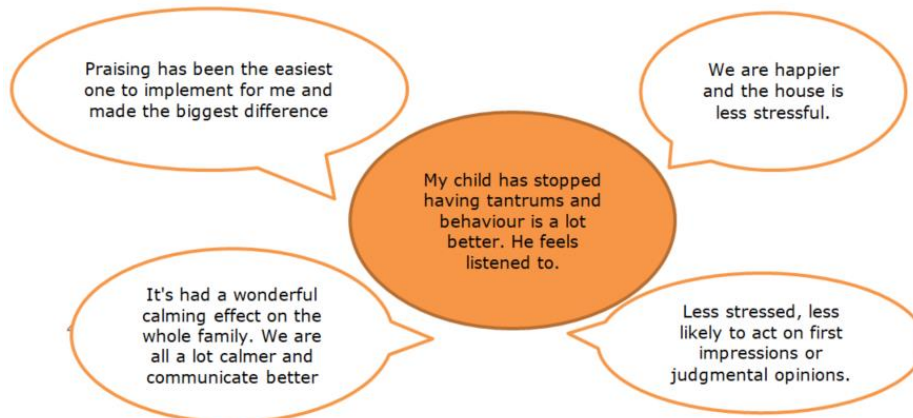 Praising has been the easiest
one to implement for me and
made the biggest difference
We are happier
and the house is
less stressful.
My child has stopped
having tantrums and
behaviour is a lot
better. He feels
listened to.
It's had a wonderful
calming effect on the
whole family. We are
all a lot calmer and
communicate better
Less stressed, less
likely to act on first
impressions or
judgmental opinions.